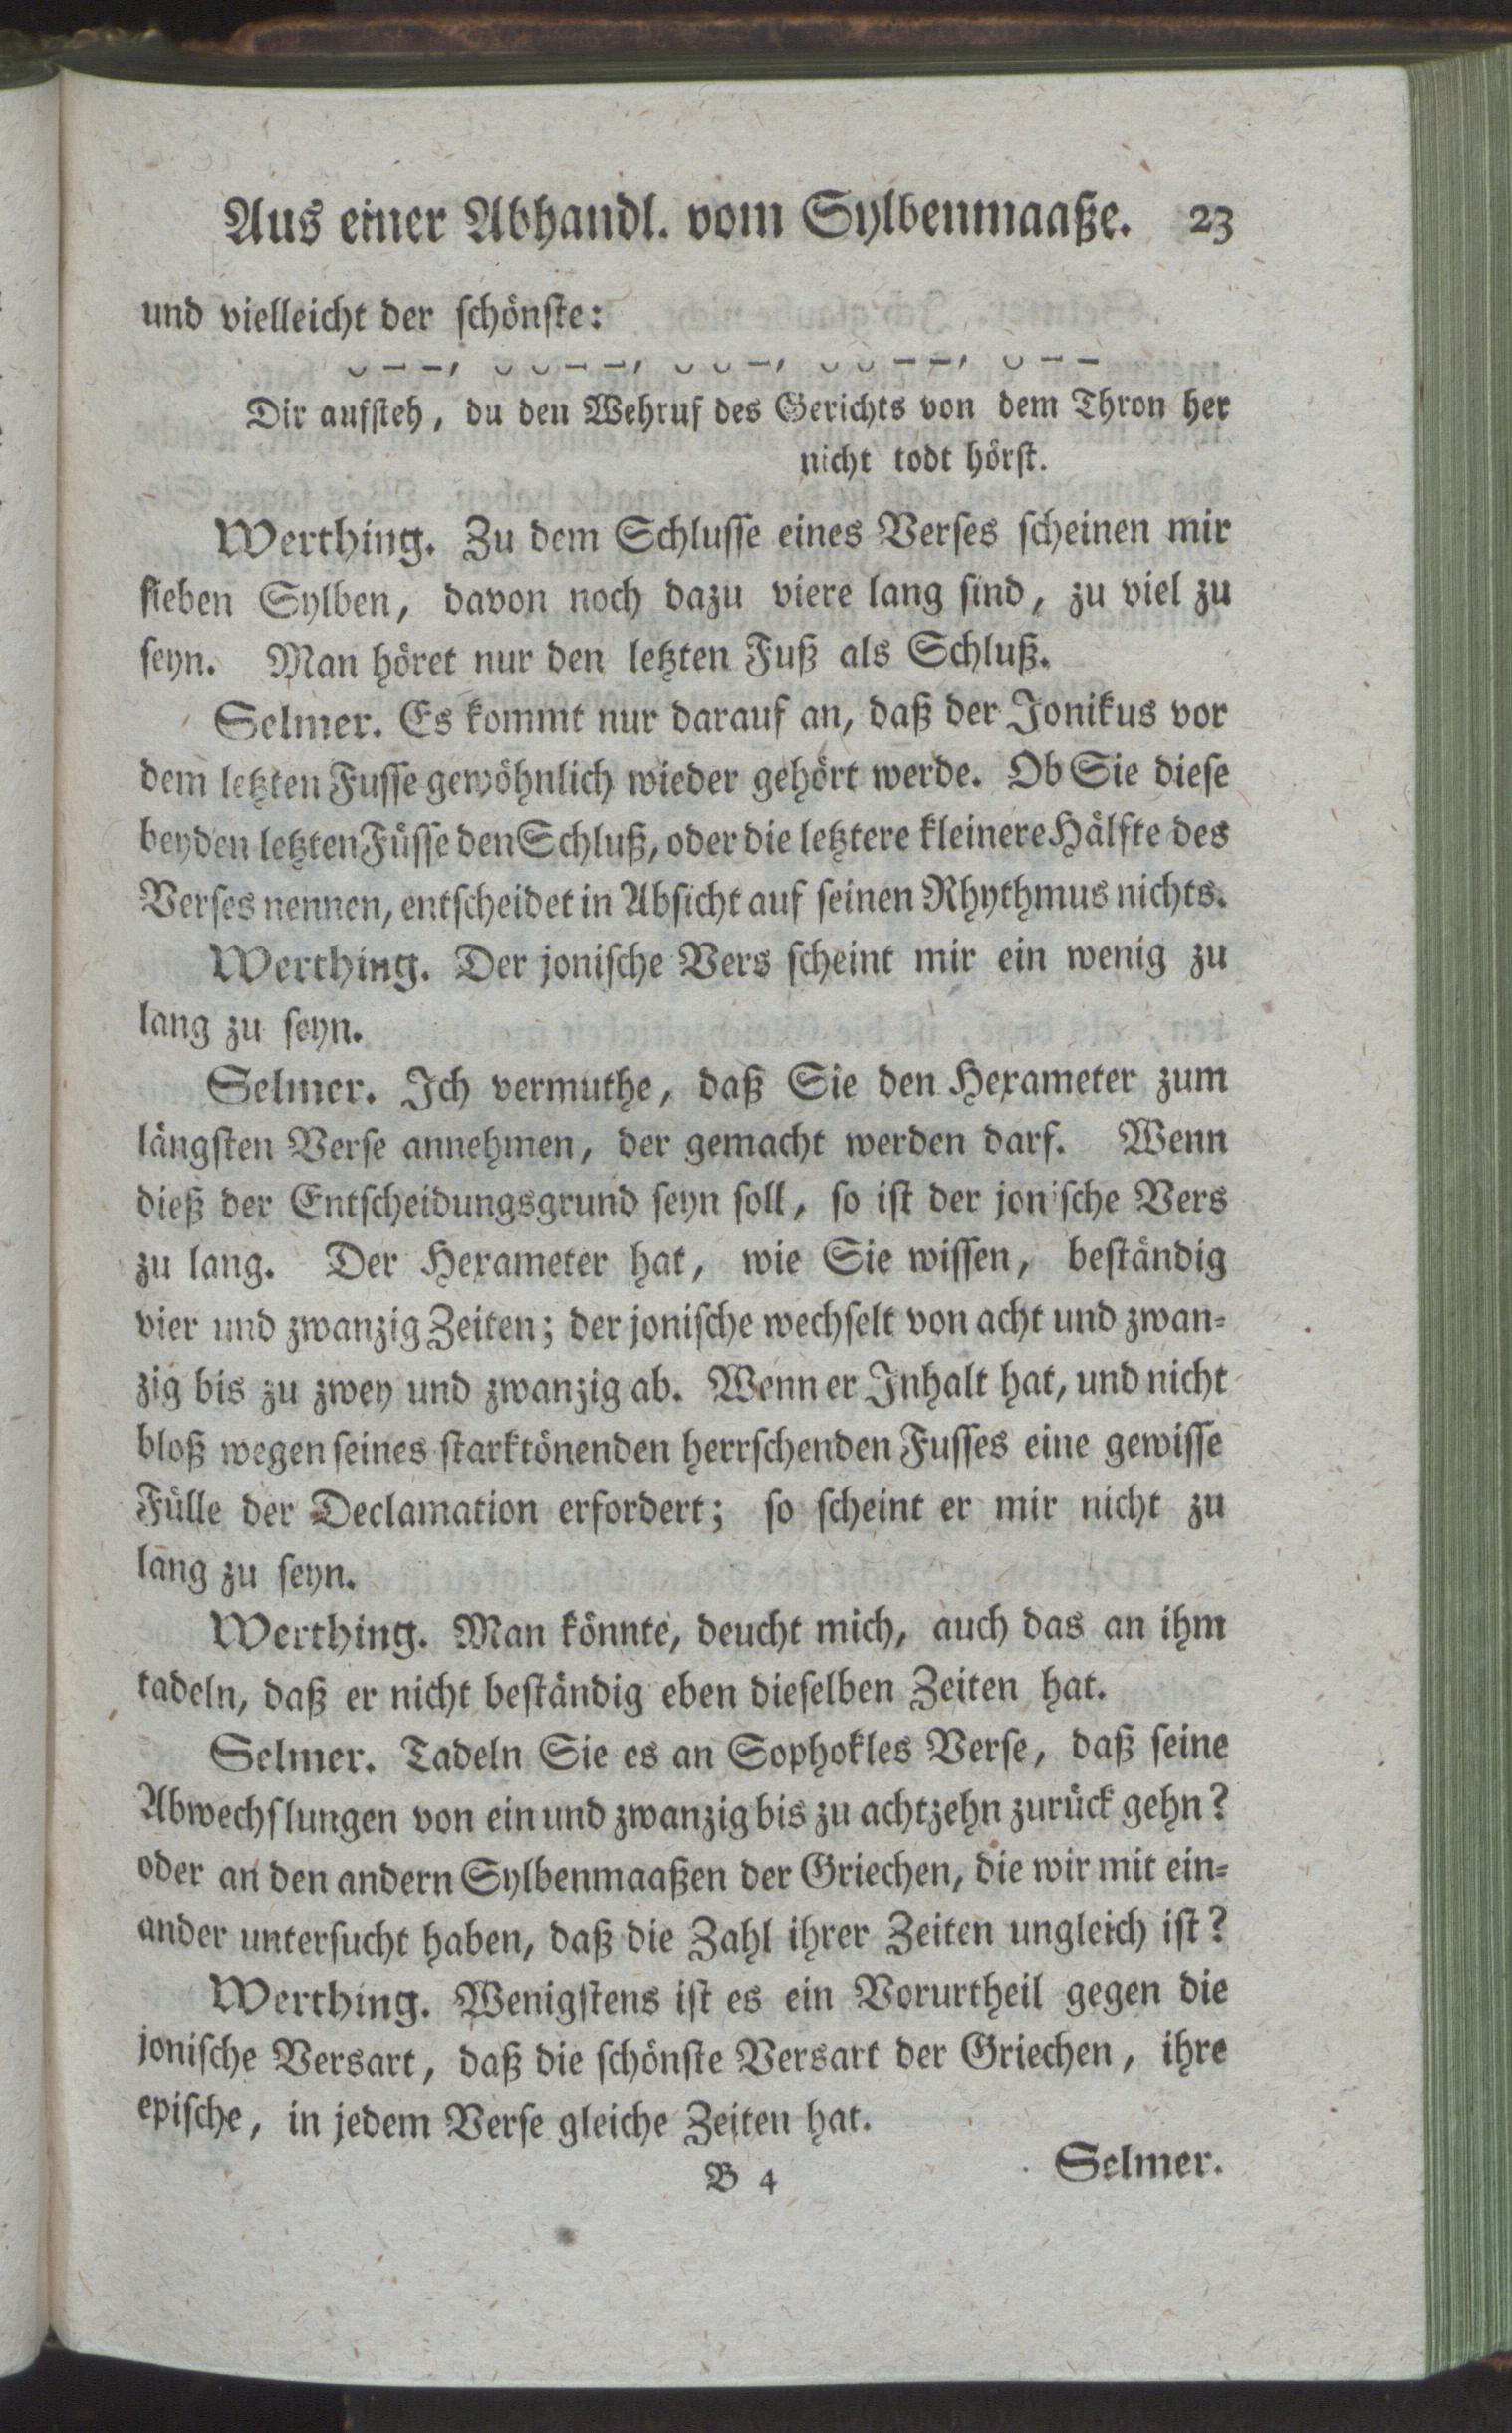 Aus einer Abhandl. vom Sylbenmaaße. 23
und vielleicht der schönste:
⏑ – –, ⏑ ⏑ – –, ⏑ ⏑ –, ⏑ ⏑ – –, ⏑ – –
Dir aufsteh, du den Wehruf des Gerichts von dem Thron her
nicht todt hörst.
Werthing. Zu dem Schlusse eines Verses scheinen mir
sieben Sylben, davon noch dazu viere lang sind, zu viel zu
seyn. Man höret nur den letzten Fuß als Schluß.
Selmer. Es kommt nur darauf an, daß der Jonikus vor
dem letzten Fusse gewöhnlich wieder gehört werde. Ob Sie diese
beyden letzten Füsse den Schluß, oder die letztere kleinere Hälfte des
Verses nennen, entscheidet in Absicht auf seinen Rhythmus nichts.
Werthing. Der jonische Vers scheint mir ein wenig zu
lang zu seyn.
Selmer. Ich vermuthe, daß Sie den Hexameter zum
längsten Verse annehmen, der gemacht werden darf. Wenn
dieß der Entscheidungsgrund seyn soll, so ist der jonische Vers
zu lang. Der Hexameter hat, wie Sie wissen, beständig
vier und zwanzig Zeiten; der jonische wechselt von acht und zwan-
zig bis zu zwey und zwanzig ab. Wenn er Inhalt hat, und nicht
bloß wegen seines starktönenden herrschenden Fusses eine gewisse
Fülle der Declamation erfordert; so scheint er mir nicht zu
lang zu seyn.
Werthing. Man könnte, deucht mich, auch das an ihm
tadeln, daß er nicht beständig eben dieselben Zeiten hat.
Selmer. Tadeln Sie es an Sophokles Verse, daß seine
Abwechslungen von ein und zwanzig bis zu achtzehn zurück gehn?
oder an den andern Sylbenmaaßen der Griechen, die wir mit ein-
ander untersucht haben, daß die Zahl ihrer Zeiten ungleich ist?
Werthing. Wenigstens ist es ein Vorurtheil gegen die
jonische Versart, daß die schönste Versart der Griechen, ihre
epische, in jedem Verse gleiche Zeiten hat.
B 4 Selmer.